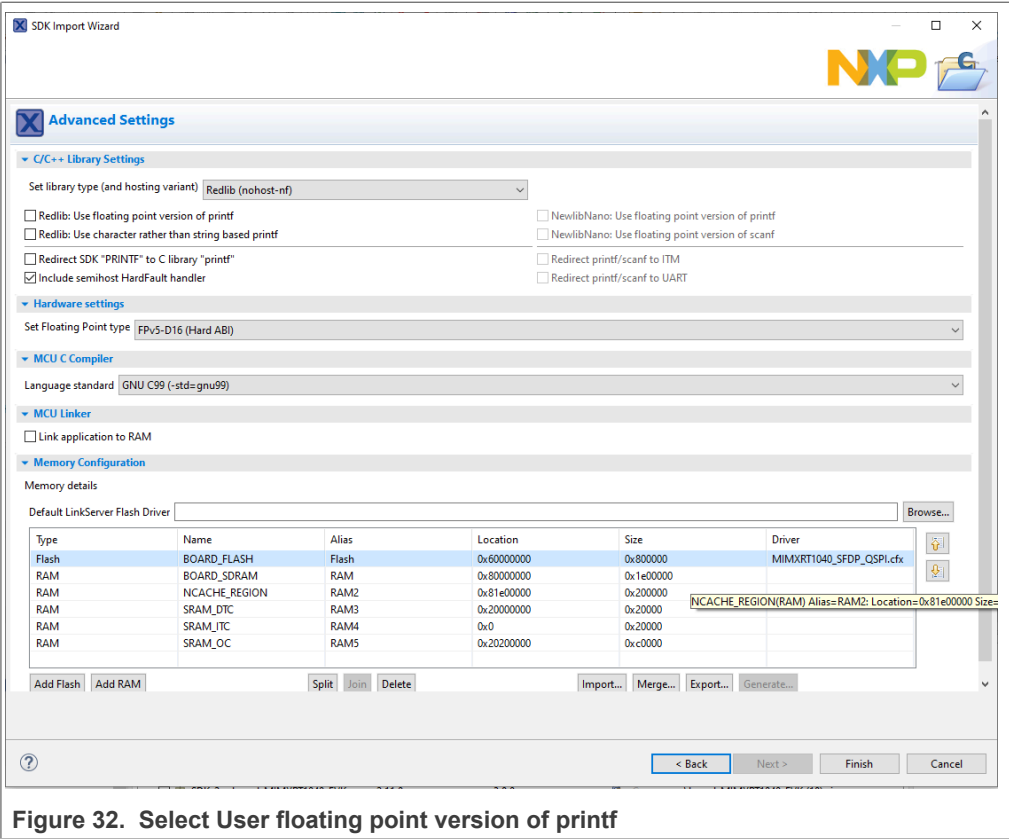 SDK Import Wizard
NXP
Advanced Settings
C/C++ Library Settings
Set library type (and hosting variant) Redlib (nohost-nf)
Redlib: Use floating point version of printf NewlibNano: Use floating point version of printf
Redlib: Use character rather than string based printf NewlibNano: Use floating point version of scanf
Redirect SDK "PRINTF" to C library "printf" Redirect printf/scanf to ITM
Include semihost HardFault handler Redirect printf/scanf to UART
Hardware settings
Set Floating Point type FPv5-D16 (Hard ABI)
MCU C Compiler
Language standard GNU C99 (-std=gnu99)
MCU Linker
Link application to RAM
Memory Configuration
Memory details
Default LinkServer Flash Driver Browse...
Type Name Alias Location Size Driver
Flash BOARD_FLASH Flash 0x60000000 0x800000 MIMXRT1040_SFDP_QSPI.cfx
RAM BOARD_SDRAM RAM 0x80000000 0x1e00000
RAM NCACHE_REGION RAM2 0x81e00000 0x200000
NCACHE_REGION(RAM) Alias=RAM2: Location=0x81e00000 Size=
RAM SRAM_DTC RAM3 0x20000000 0x20000
RAM SRAM_ITC RAM4 0x0 0x20000
RAM SRAM_OC RAM5 0x20200000 0xc0000
Add Flash Add RAM Split Join Delete Import... Merge... Export... Generate...
< Back Next > Finish Cancel
Figure 32. Select User floating point version of printf